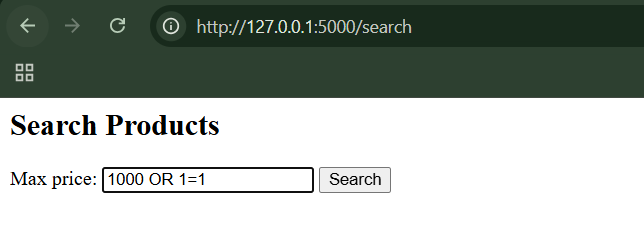 http://127.0.0.1:5000/search
Search Products
Max price: 1000 OR 1=1 Search